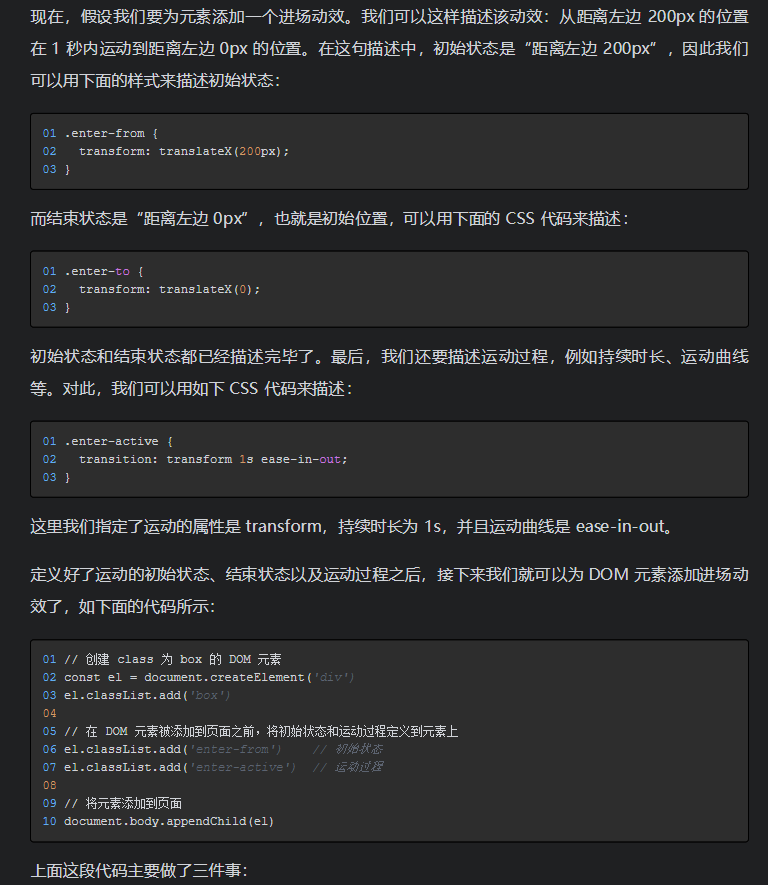 现在，假设我们要为元素添加一个进场动效。我们可以这样描述该动效：从距离左边 200px 的位置
在 1 秒内运动到距离左边 0px 的位置。在这句描述中，初始状态是“距离左边 200px”，因此我们
可以用下面的样式来描述初始状态：
01 .enter-from {
02   transform: translateX(200px);
03 }
而结束状态是“距离左边 0px”，也就是初始位置，可以用下面的 CSS 代码来描述：
01 .enter-to {
02   transform: translateX(0);
03 }
初始状态和结束状态都已经描述完毕了。最后，我们还要描述运动过程，例如持续时长、运动曲线
等。对此，我们可以用如下 CSS 代码来描述：
01 .enter-active {
02   transition: transform 1s ease-in-out;
03 }
这里我们指定了运动的属性是 transform，持续时长为 1s，并且运动曲线是 ease-in-out。
定义好了运动的初始状态、结束状态以及运动过程之后，接下来我们就可以为 DOM 元素添加进场动
效了，如下面的代码所示：
01 // 创建 class 为 box 的 DOM 元素
02 const el = document.createElement('div')
03 el.classList.add('box')
04
05 // 在 DOM 元素被添加到页面之前，将初始状态和运动过程定义到元素上
06 el.classList.add('enter-from')    // 初始状态
07 el.classList.add('enter-active')  // 运动过程
08
09 // 将元素添加到页面
10 document.body.appendChild(el)
上面这段代码主要做了三件事：